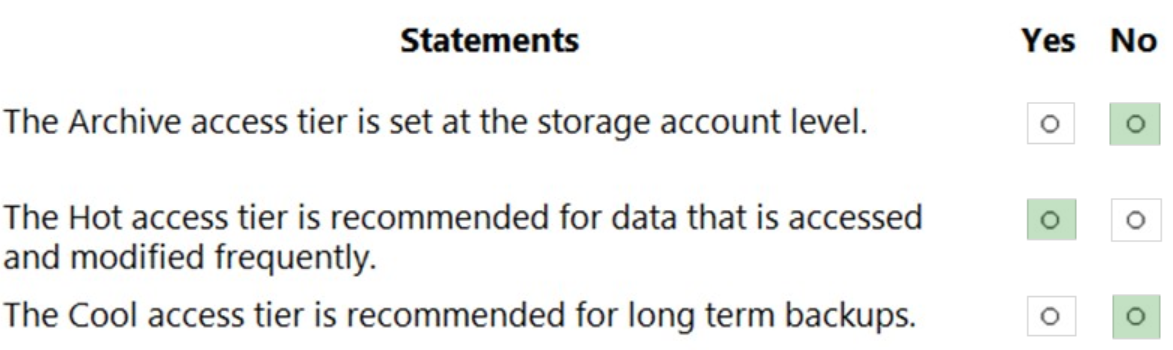 Statements Yes No
The Archive access tier is set at the storage account level.
The Hot access tier is recommended for data that is accessed
and modified frequently.
The Cool access tier is recommended for long term backups.